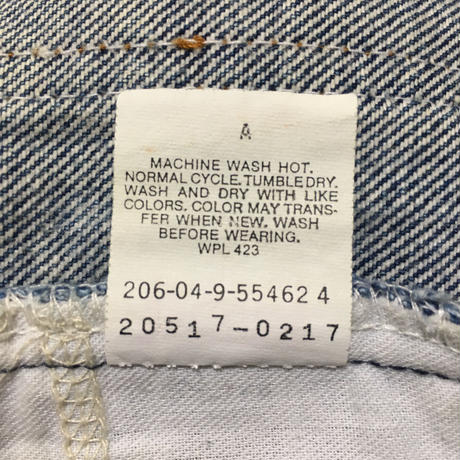 A
MACHINE WASH HOT.
NORMAL CYCLE. TUMBLE DRY.
WASH AND DRY WITH LIKE
COLORS. COLOR MAY TRANS-
FER WHEN NEW. WASH
BEFORE WEARING.
WPL 423
206-04-9-55462 4
20517-0217